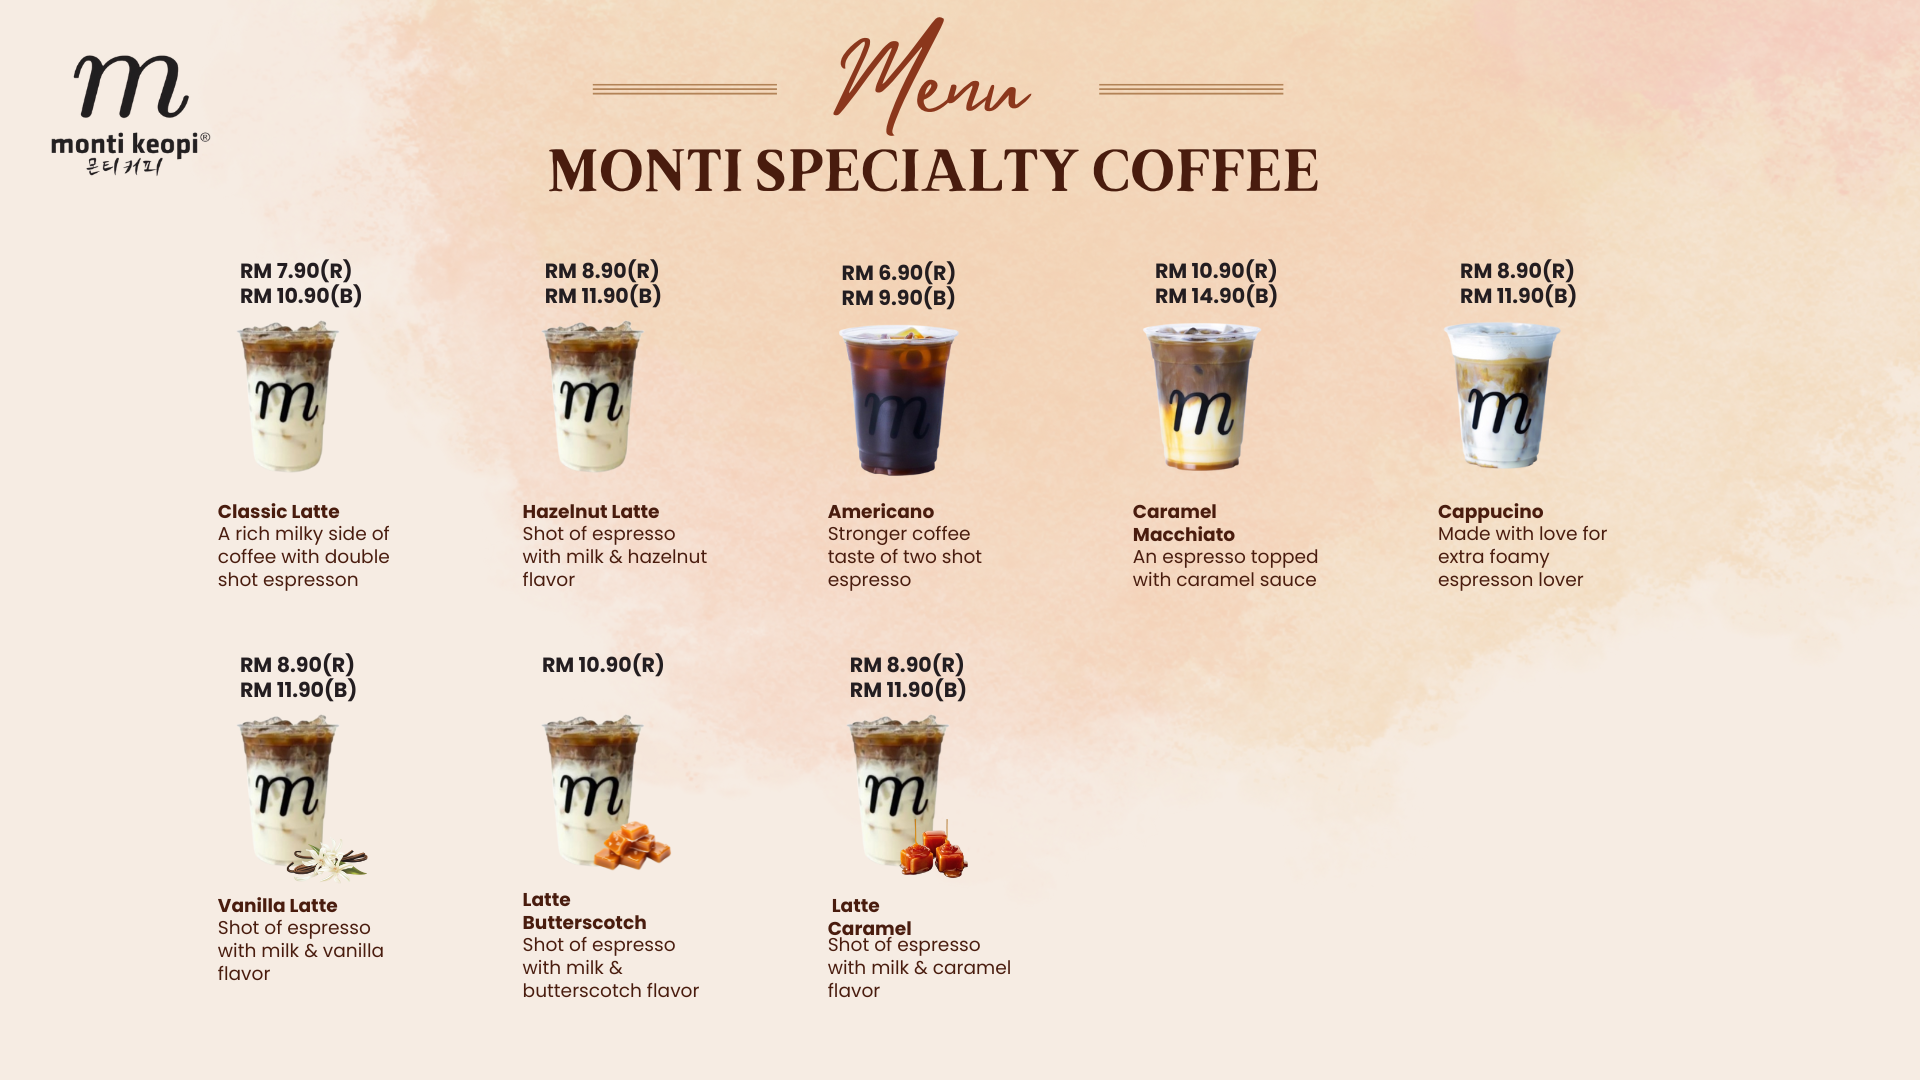 m
monti keopi®
몬티 커피
Menu
MONTI SPECIALTY COFFEE
RM 7.90(R)
RM 10.90(B)
m
Classic Latte
A rich milky side of
coffee with double
shot espresson
RM 8.90(R)
RM 11.90(B)
m
Hazelnut Latte
Shot of espresso
with milk & hazelnut
flavor
RM 6.90(R)
RM 9.90(B)
m
Americano
Stronger coffee
taste of two shot
espresso
RM 10.90(R)
RM 14.90(B)
m
Caramel
Macchiato
An espresso topped
with caramel sauce
RM 8.90(R)
RM 11.90(B)
m
Cappucino
Made with love for
extra foamy
espresson lover
RM 8.90(R)
RM 11.90(B)
m
Vanilla Latte
Shot of espresso
with milk & vanilla
flavor
RM 10.90(R)
m
Latte
Butterscotch
Shot of espresso
with milk &
butterscotch flavor
RM 8.90(R)
RM 11.90(B)
m
Latte
Caramel
Shot of espresso
with milk & caramel
flavor